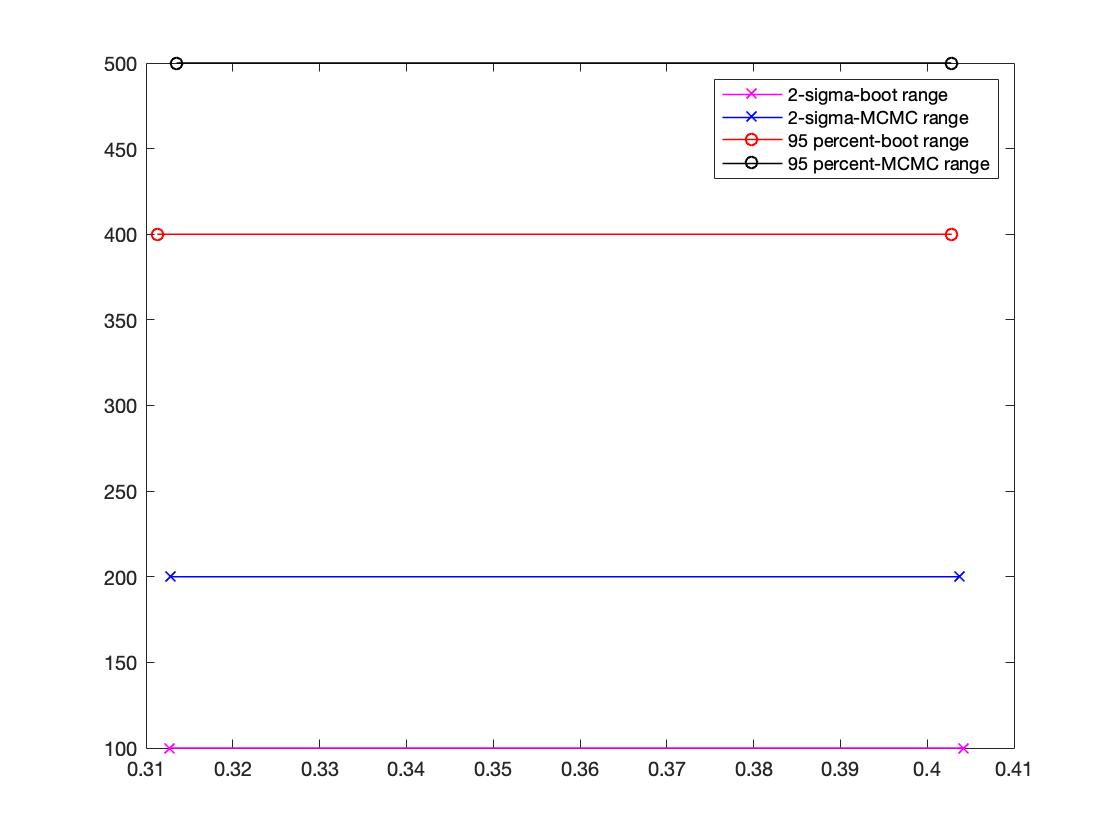 500
450
400
350
300
250
200
150
100
0.31 0.32 0.33 0.34 0.35 0.36 0.37 0.38 0.39 0.4 0.41
2-sigma-boot range
2-sigma-MCMC range
95 percent-boot range
95 percent-MCMC range